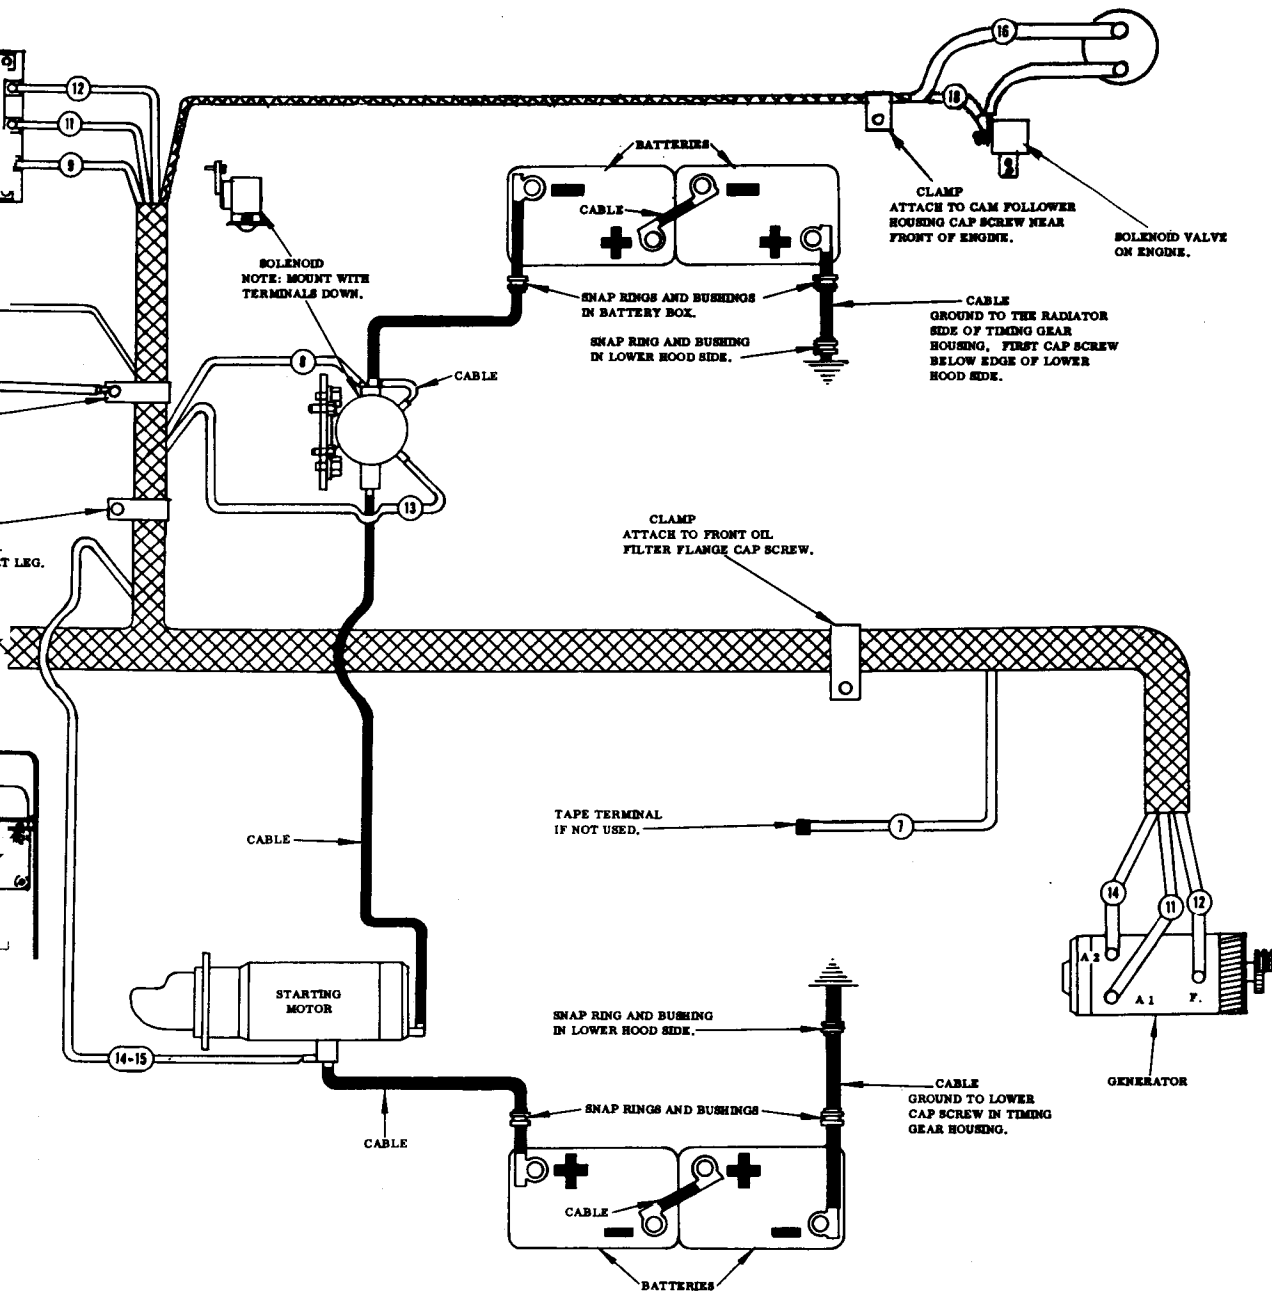 16
12
11
18
9
BATTERIES
CABLE
CLAMP
ATTACH TO CAM FOLLOWER
HOUSING CAP SCREW NEAR
FRONT OF ENGINE.
SOLENOID VALVE
ON ENGINE.
SOLENOID
NOTE: MOUNT WITH
TERMINALS DOWN.
SNAP RINGS AND BUSHINGS
IN BATTERY BOX.
CABLE
GROUND TO THE RADIATOR
SIDE OF TIMING GEAR
HOUSING. FIRST CAP SCREW
BELOW EDGE OF LOWER
HOOD SIDE.
SNAP RING AND BUSHING
IN LOWER HOOD SIDE.
CABLE
13
CLAMP
ATTACH TO FRONT OIL
FILTER FLANGE CAP SCREW.
T LEG.
TAPE TERMINAL
IF NOT USED.
7
CABLE
14
11
12
A2
A1
F.
STARTING
MOTOR
SNAP RING AND BUSHING
IN LOWER HOOD SIDE.
14-15
GENERATOR
CABLE
GROUND TO LOWER
CAP SCREW IN TIMING
GEAR HOUSING.
SNAP RINGS AND BUSHINGS
CABLE
CABLE
BATTERIES